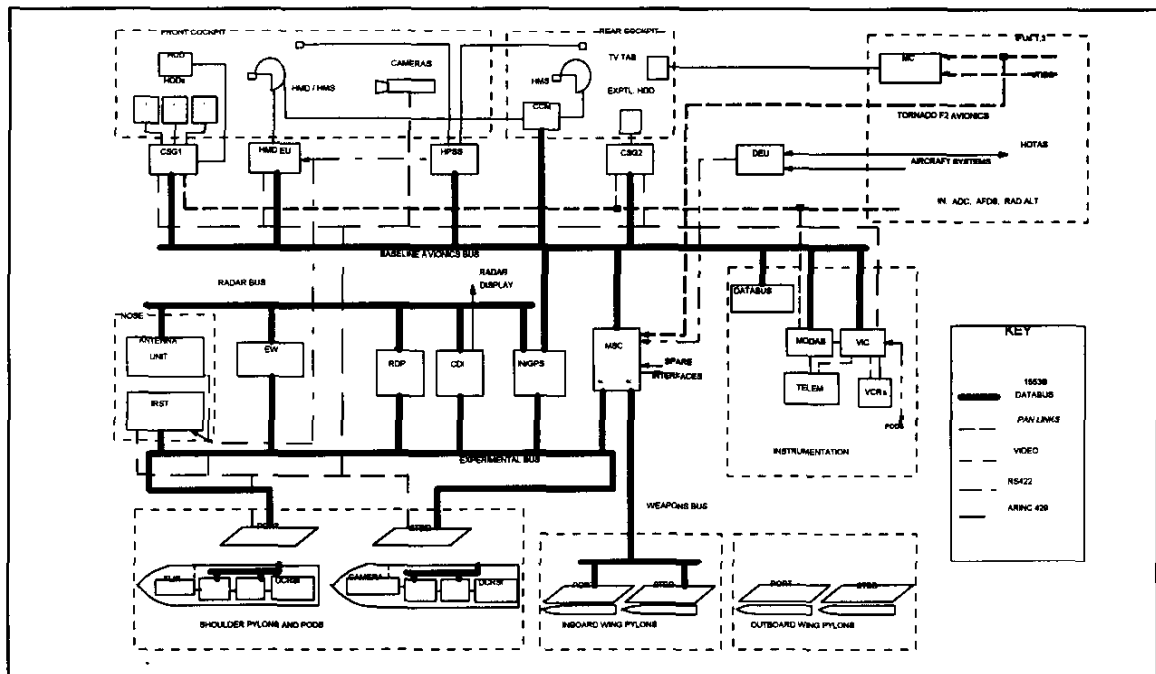 FRONT COCKPIT
REAR COCKPIT
HUD
HDDs
CAMERAS
TV TAB
MC
HMD / HMS
HMS
EXPTL. HDD
TORNADO F2 AVIONICS
CCM
CSG1
HMD EU
HPSS
CSG2
DEU
HOTAS
AIRCRAFT SYSTEMS
IN, ADC, AFDS, RAD ALT
BASELINE AVIONICS BUS
RADAR BUS
RADAR
DISPLAY
DATABUS
NOSE
ANTENNA
UNIT
EW
RDP
CDI
IN/GPS
MSC
SPARE
INTERFACES
MODAS
VIC
TELEM
VCRs
PODS
IRST
INSTRUMENTATION
KEY
1553B
DATABUS
PAN LINKS
VIDEO
RS422
ARINC 429
EXPERIMENTAL BUS
WEAPONS BUS
PORT
STBD
FLIR
DCRSI
CAMERA
DCRSI
SHOULDER PYLONS AND PODS
PORT
STBD
INBOARD WING PYLONS
PORT
STBD
OUTBOARD WING PYLONS